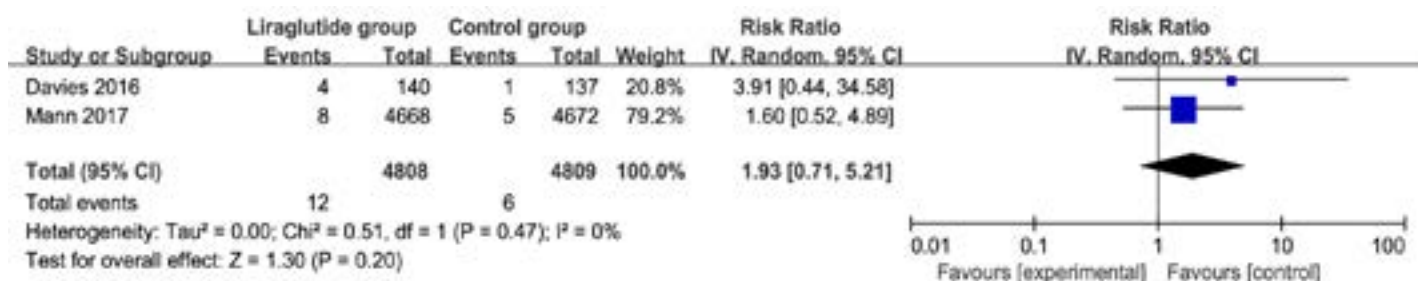 Liraglutide group Control group Risk Ratio Risk Ratio
Study or Subgroup Events Total Events Total Weight IV, Random, 95% CI IV, Random, 95% CI
Davies 2016 4 140 1 137 20.8% 3.91 [0.44, 34.58]
Mann 2017 8 4668 5 4672 79.2% 1.60 [0.52, 4.89]
Total (95% CI) 4808 4809 100.0% 1.93 [0.71, 5.21]
Total events 12 6
Heterogeneity: Tau² = 0.00; Chi² = 0.51, df = 1 (P = 0.47); I² = 0%
Test for overall effect: Z = 1.30 (P = 0.20)
0.01 0.1 1 10 100
Favours [experimental] Favours [control]